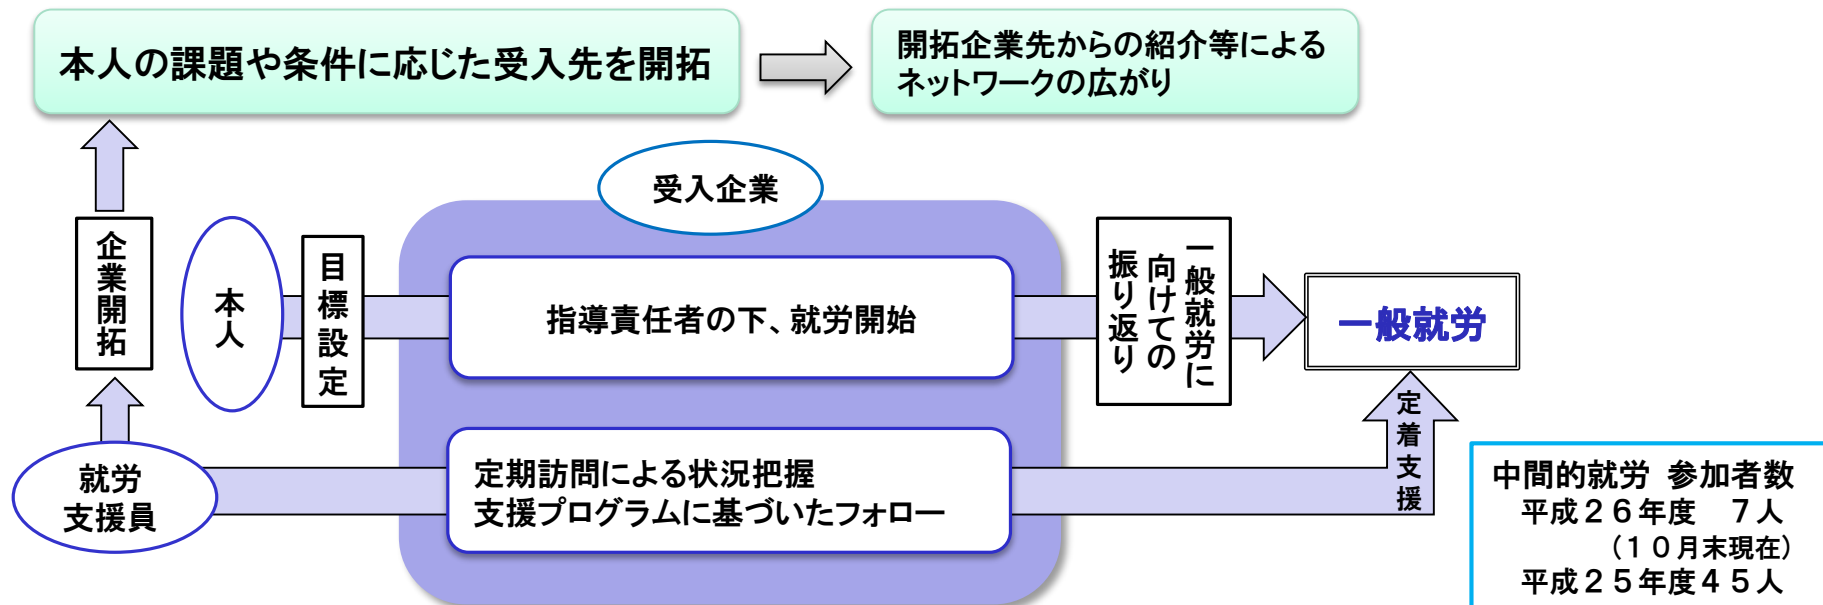 本人の課題や条件に応じた受入先を開拓
開拓企業先からの紹介等による
ネットワークの広がり
受入企業
企業開拓
本人
目標設定
指導責任者の下、就労開始
一般就労に
向けての
振り返り
一般就労
就労
支援員
定期訪問による状況把握
支援プログラムに基づいたフォロー
定着支援
中間的就労 参加者数
平成２６年度　７人
（１０月末現在）
平成２５年度４５人